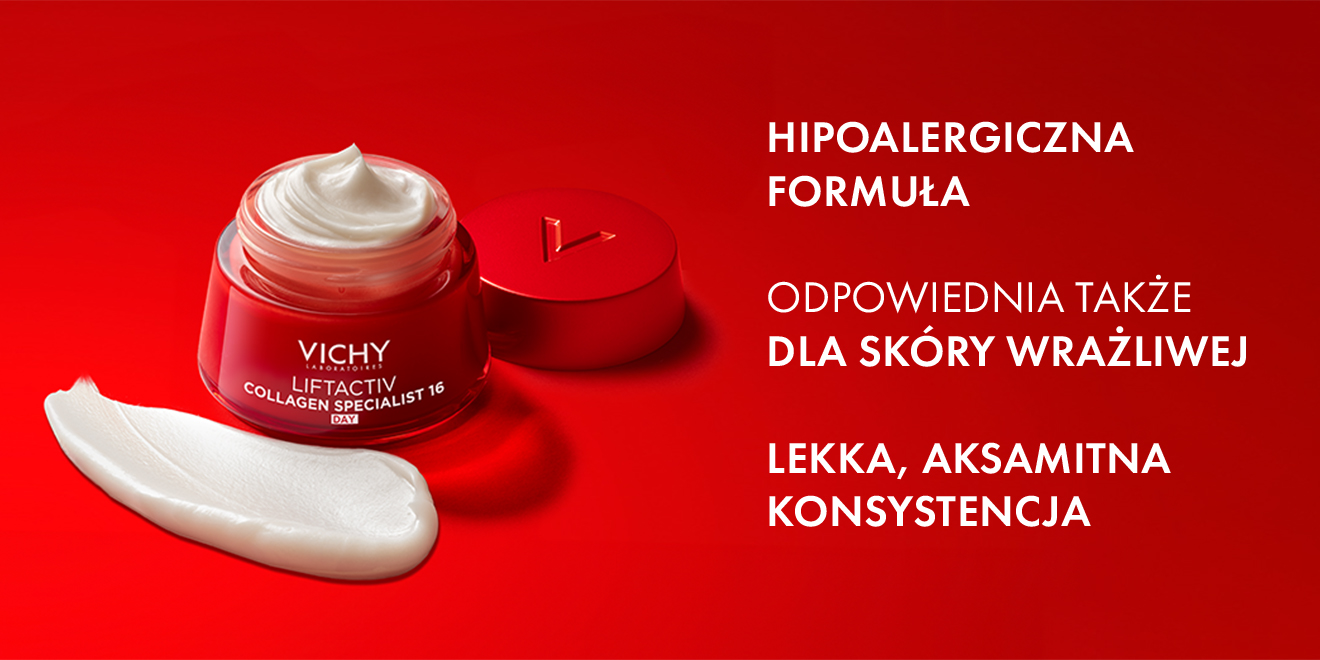 VICHY
LABORATOIRES
LIFTACTIV
COLLAGEN SPECIALIST 16
DAY
HIPOALERGICZNA
FORMUŁA
ODPOWIEDNIA TAKŻE
DLA SKÓRY WRAŻLIWEJ
LEKKA, AKSAMITNA
KONSYSTENCJA